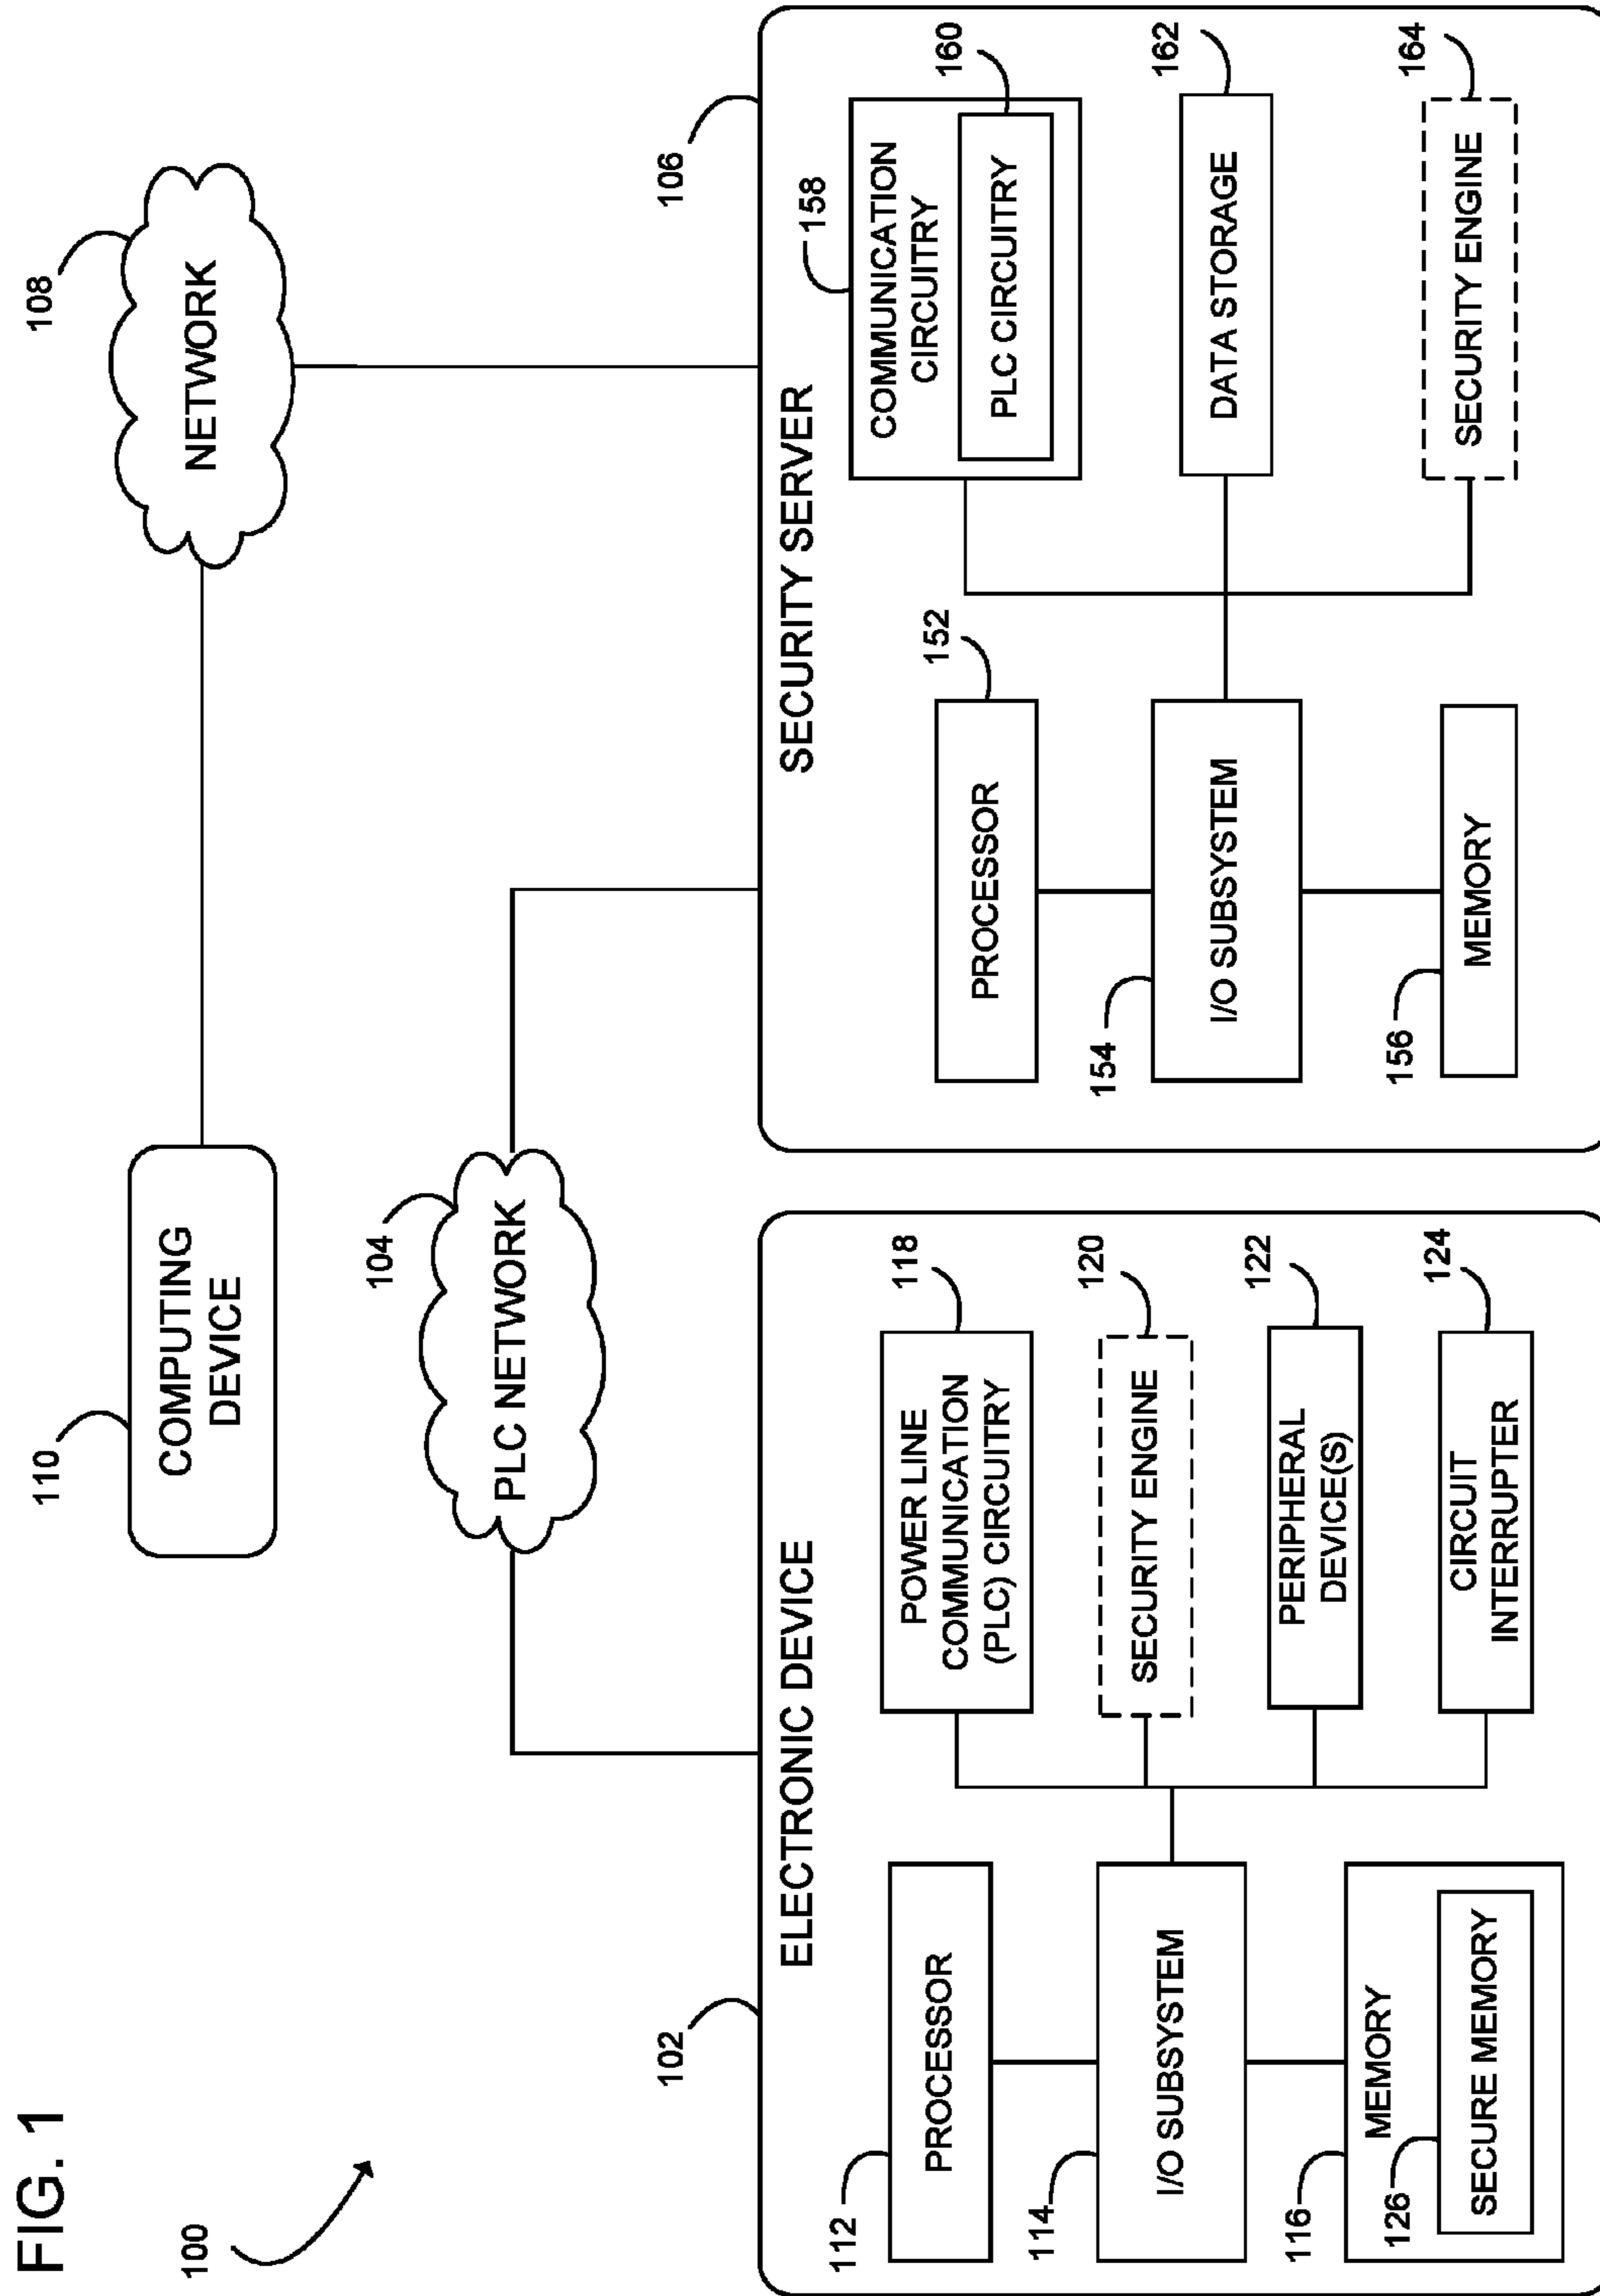 FIG. 1
100
110
COMPUTING
DEVICE
108
NETWORK
104
PLC NETWORK
102
ELECTRONIC DEVICE
112
PROCESSOR
114
I/O SUBSYSTEM
116
MEMORY
126
SECURE MEMORY
118
POWER LINE
COMMUNICATION
(PLC) CIRCUITRY
120
SECURITY ENGINE
122
PERIPHERAL
DEVICE(S)
124
CIRCUIT
INTERRUPTER
106
SECURITY SERVER
152
PROCESSOR
154
I/O SUBSYSTEM
156
MEMORY
158
COMMUNICATION
CIRCUITRY
160
PLC CIRCUITRY
162
DATA STORAGE
164
SECURITY ENGINE